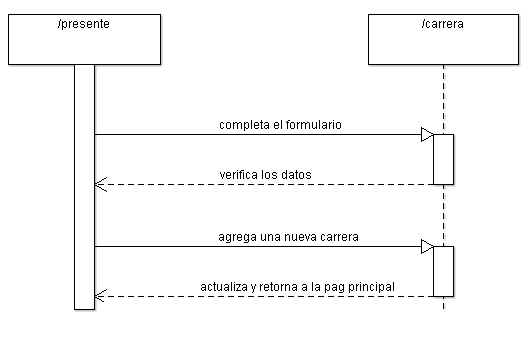 /presente
/carrera
completa el formulario
verifica los datos
agrega una nueva carrera
actualiza y retorna a la pag principal